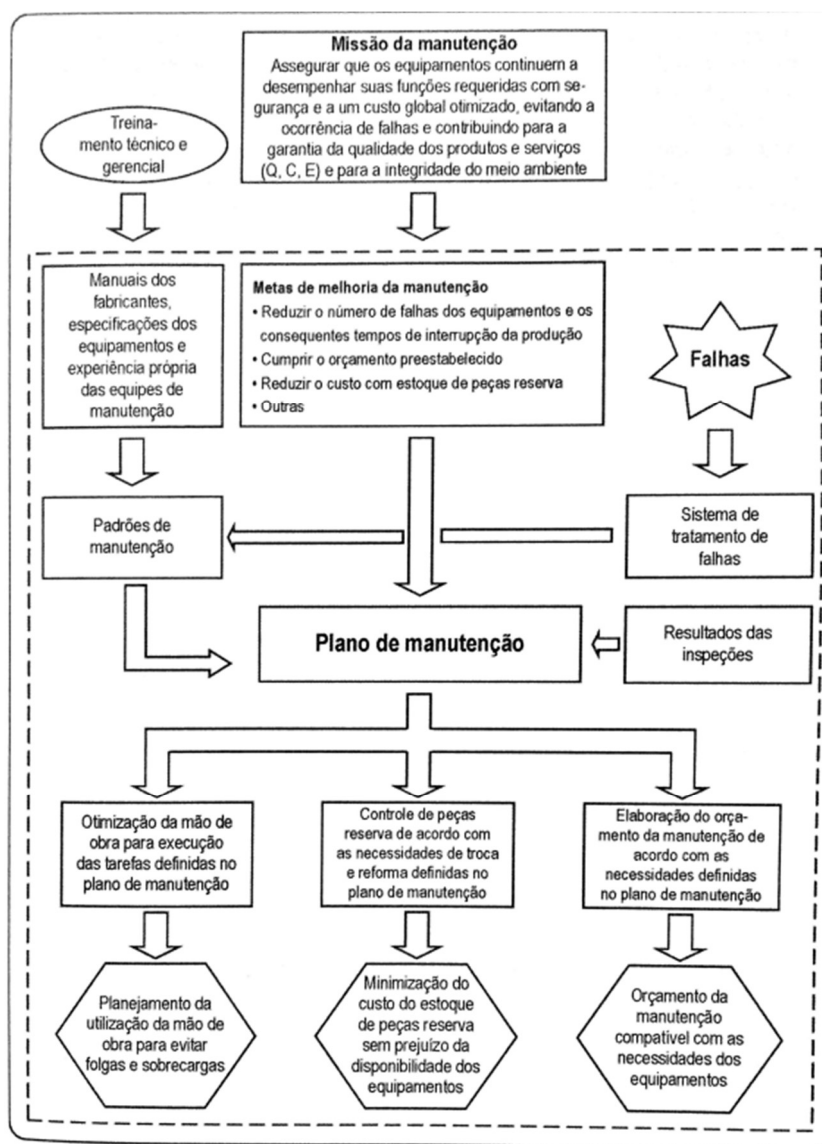 Missão da manutenção
Assegurar que os equipamentos continuem a
desempenhar suas funções requeridas com se-
gurança e a um custo global otimizado, evitando a
ocorrência de falhas e contribuindo para a
garantia da qualidade dos produtos e serviços
(Q, C, E) e para a integridade do meio ambiente
Treina-
mento técnico e
gerencial
Manuais dos
fabricantes,
especificações dos
equipamentos e
experiência própria
das equipes de
manutenção
Metas de melhoria da manutenção
• Reduzir o número de falhas dos equipamentos e os
consequentes tempos de interrupção da produção
• Cumprir o orçamento preestabelecido
• Reduzir o custo com estoque de peças reserva
• Outras
Falhas
Padrões de
manutenção
Sistema de
tratamento de
falhas
Plano de manutenção
Resultados das
inspeções
Otimização da mão de
obra para execução
das tarefas definidas no
plano de manutenção
Controle de peças
reserva de acordo com
as necessidades de troca
e reforma definidas no
plano de manutenção
Elaboração do orça-
mento da manutenção de
acordo com as
necessidades definidas
no plano de manutenção
Planejamento da
utilização da mão de
obra para evitar
folgas e sobrecargas
Minimização do
custo do estoque
de peças reserva
sem prejuízo da
disponibilidade dos
equipamentos
Orçamento da
manutenção
compatível com as
necessidades dos
equipamentos